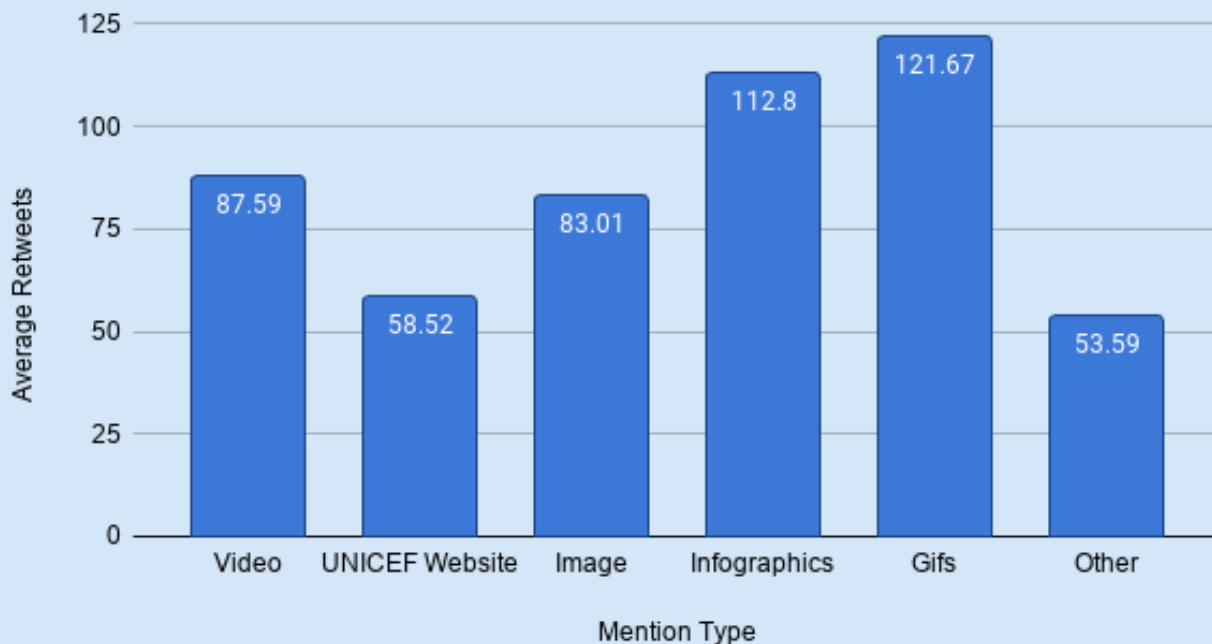 125
100
75
50
25
0
Average Retweets
87.59
58.52
83.01
112.8
121.67
53.59
Video
UNICEF Website
Image
Infographics
Gifs
Other
Mention Type